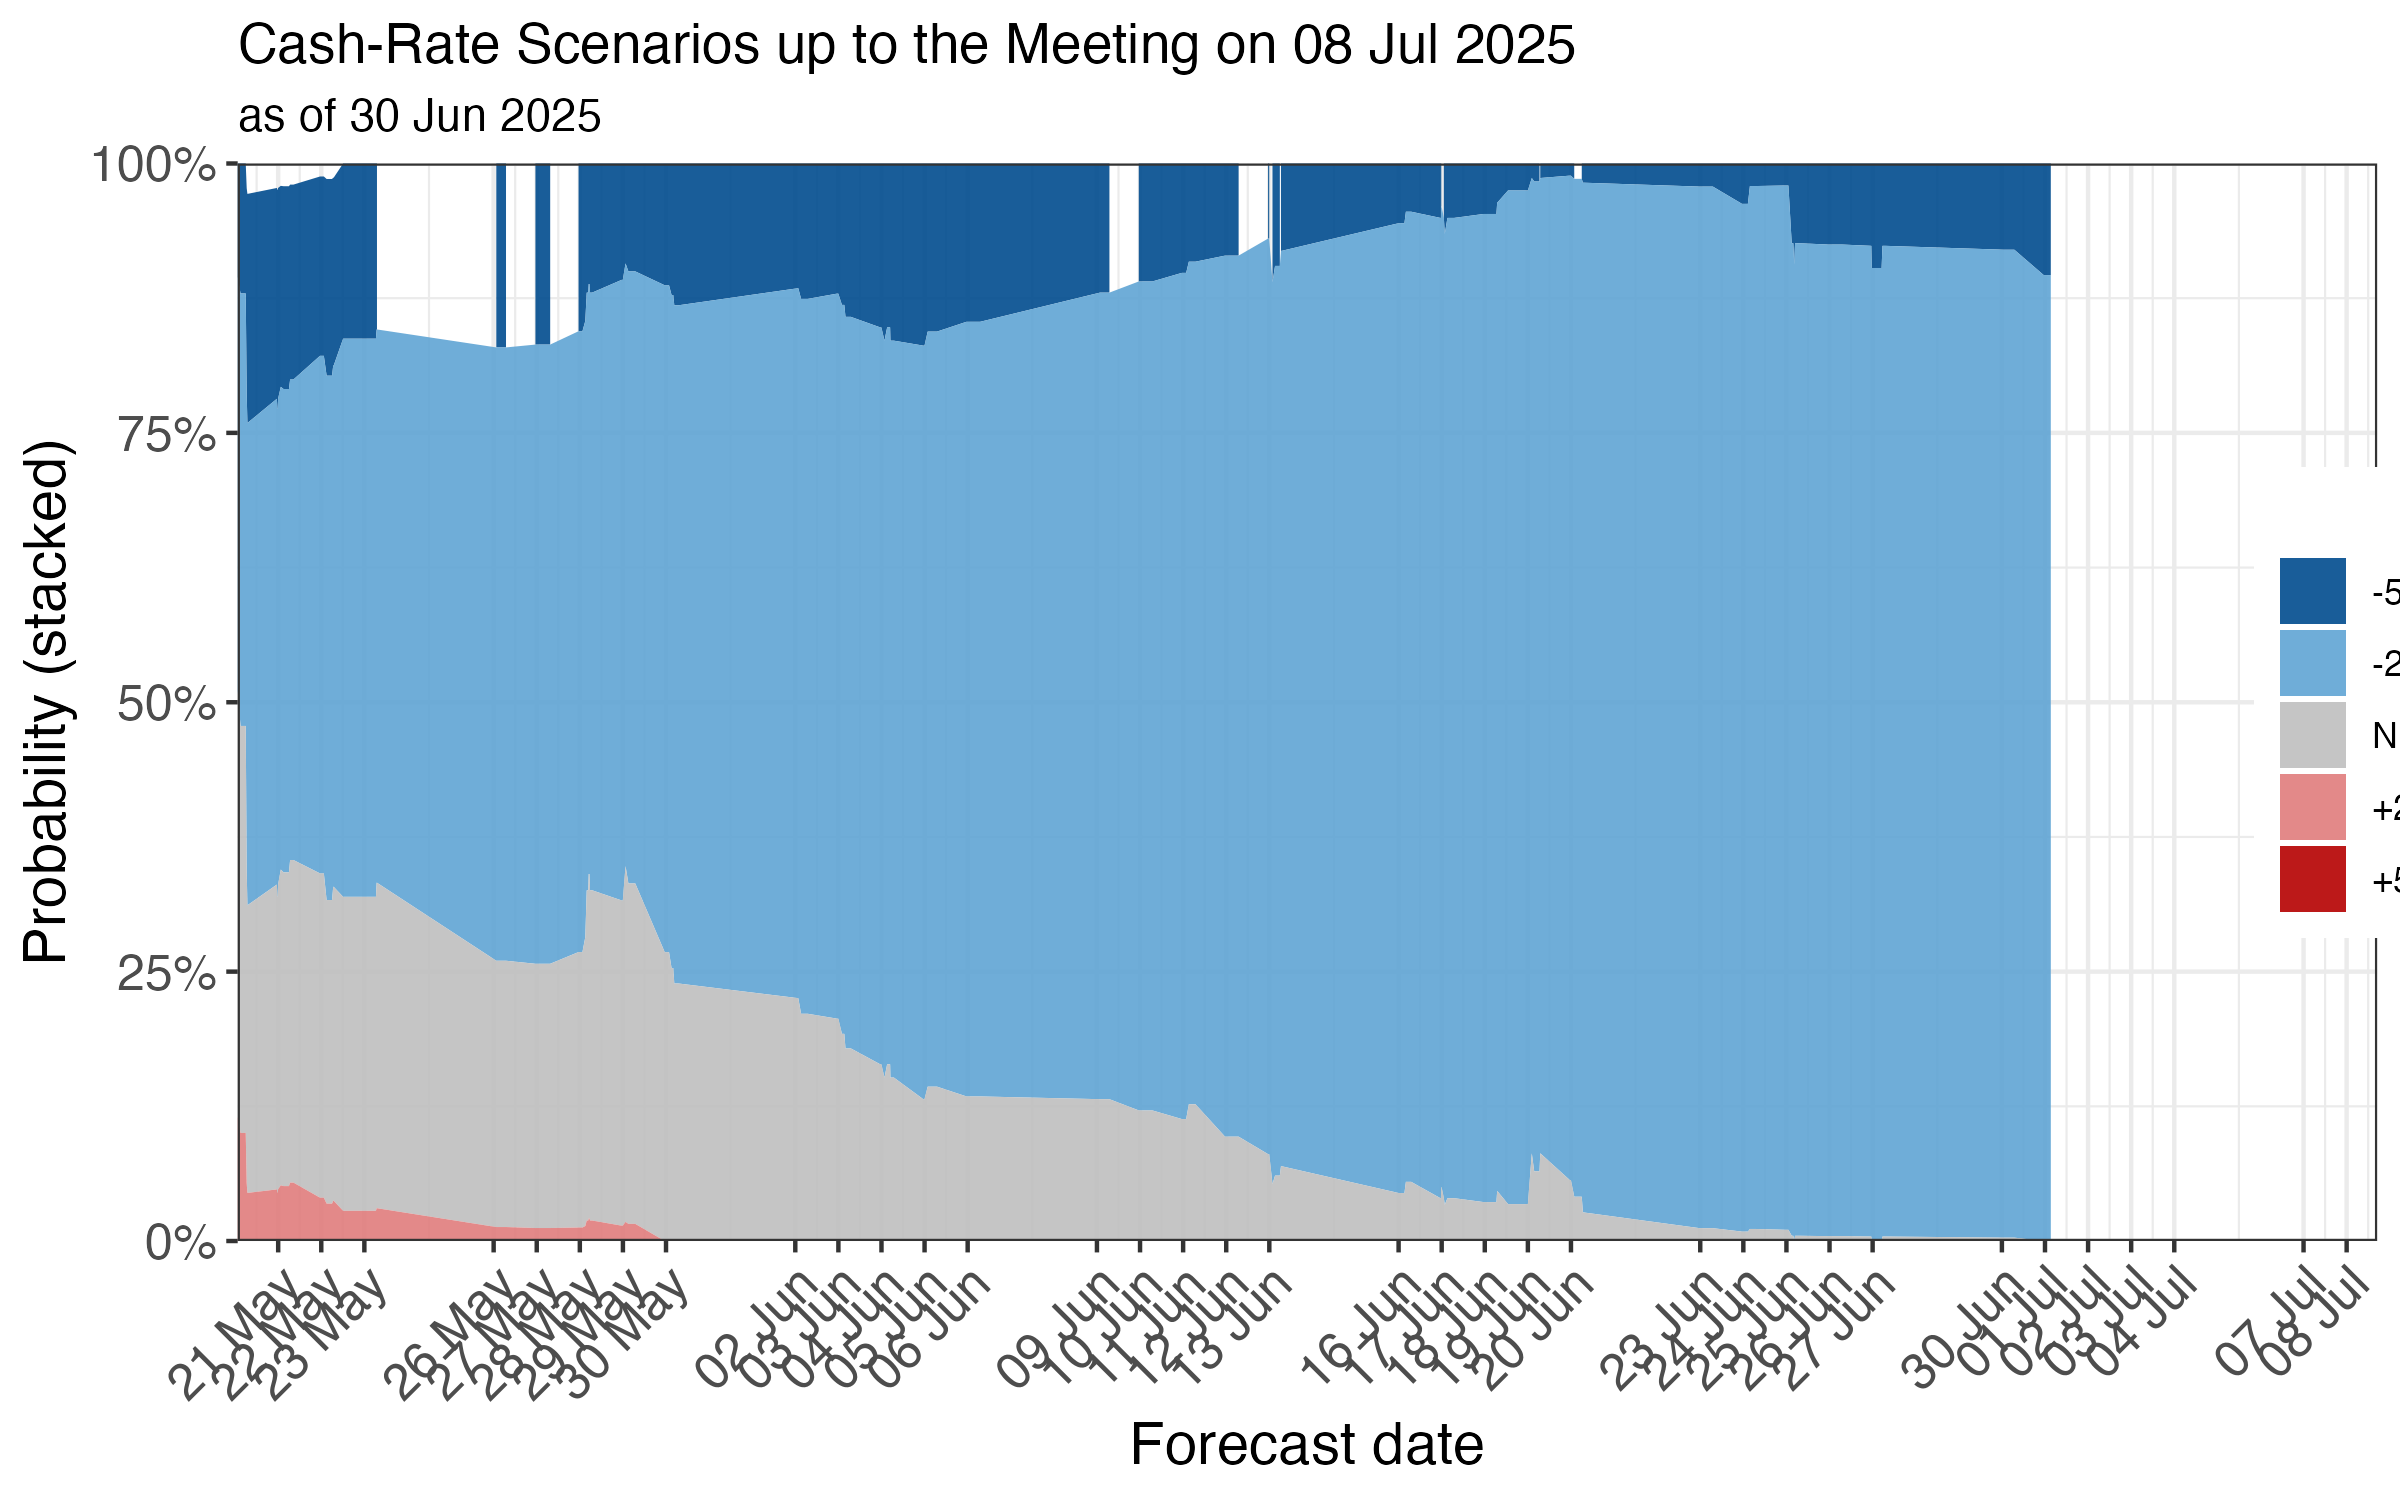 Cash-Rate Scenarios up to the Meeting on 08 Jul 2025
as of 30 Jun 2025
Probability (stacked)
100%
75%
50%
25%
0%
-5
-2
N
+2
+5
21 May
22 May
23 May
26 May
27 May
28 May
29 May
30 May
02 Jun
03 Jun
04 Jun
05 Jun
06 Jun
09 Jun
10 Jun
11 Jun
12 Jun
13 Jun
16 Jun
17 Jun
18 Jun
19 Jun
20 Jun
23 Jun
24 Jun
25 Jun
26 Jun
27 Jun
30 Jun
01 Jul
02 Jul
03 Jul
04 Jul
07 Jul
08 Jul
Forecast date